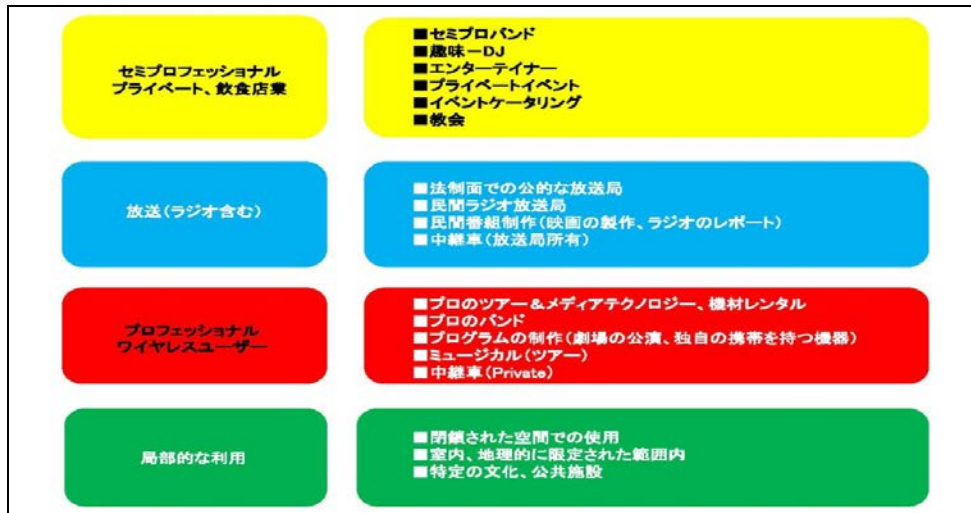 セミプロフェッショナル
プライベート、飲食店業
■セミプロバンド
■趣味ーDJ
■エンターテイナー
■プライベートイベント
■イベントケータリング
■教会
放送(ラジオ含む)
■法制面での公的な放送局
■民間ラジオ放送局
■民間番組制作(映画の製作、ラジオのレポート)
■中継車(放送局所有)
プロフェッショナル
ワイヤレスユーザー
■プロのツアー&メディアテクノロジー、機材レンタル
■プロのバンド
■プログラムの制作(劇場の公演、独自の携帯を持つ機器)
■ミュージカル(ツアー)
■中継車(Private)
局部的な利用
■閉鎖された空間での使用
■室内、地理的に限定された範囲内
■特定の文化、公共施設